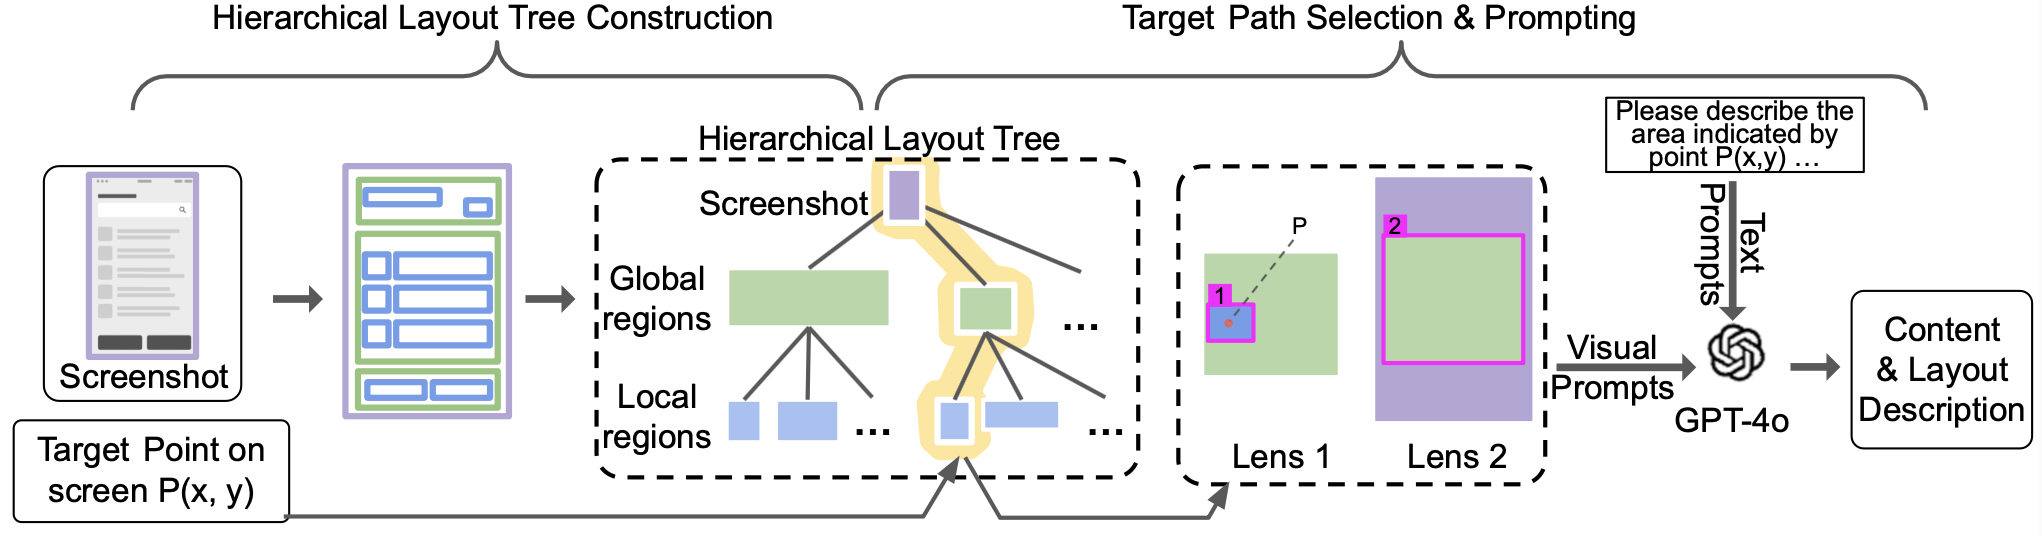 Hierarchical Layout Tree Construction
Target Path Selection & Prompting
Screenshot
Target Point on
screen P(x, y)
Hierarchical Layout Tree
Screenshot
Global
regions
...
Local
regions
...
...
P
1
Lens 1
2
Lens 2
Please describe the
area indicated by
point P(x,y) ...
Text
Prompts
Visual
Prompts
GPT-4o
Content
& Layout
Description